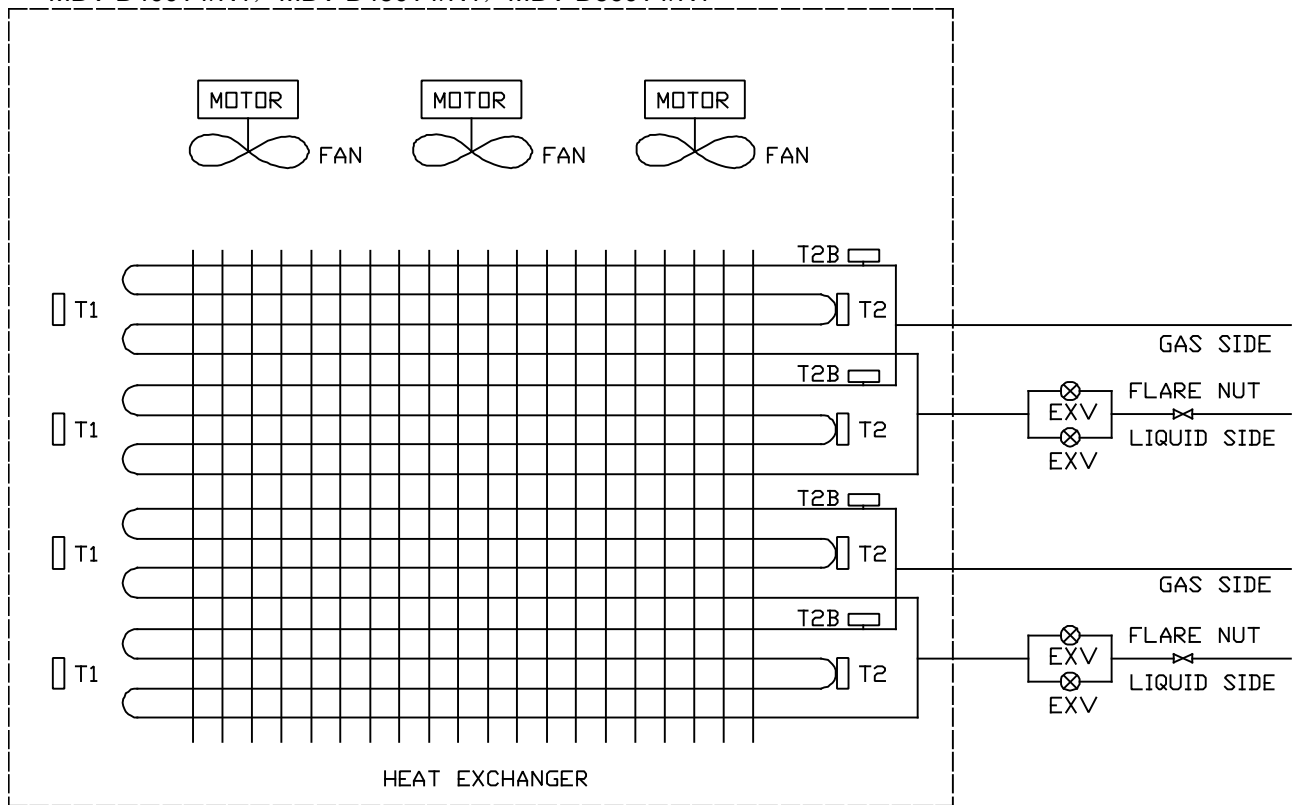 MOTOR MOTOR MOTOR
FAN FAN FAN
T2B
T1 T2
GAS SIDE
T2B
FLARE NUT
EXV
T1 T2
LIQUID SIDE
EXV
T2B
T1 T2
GAS SIDE
T2B
FLARE NUT
EXV
T1 T2
LIQUID SIDE
EXV
HEAT EXCHANGER